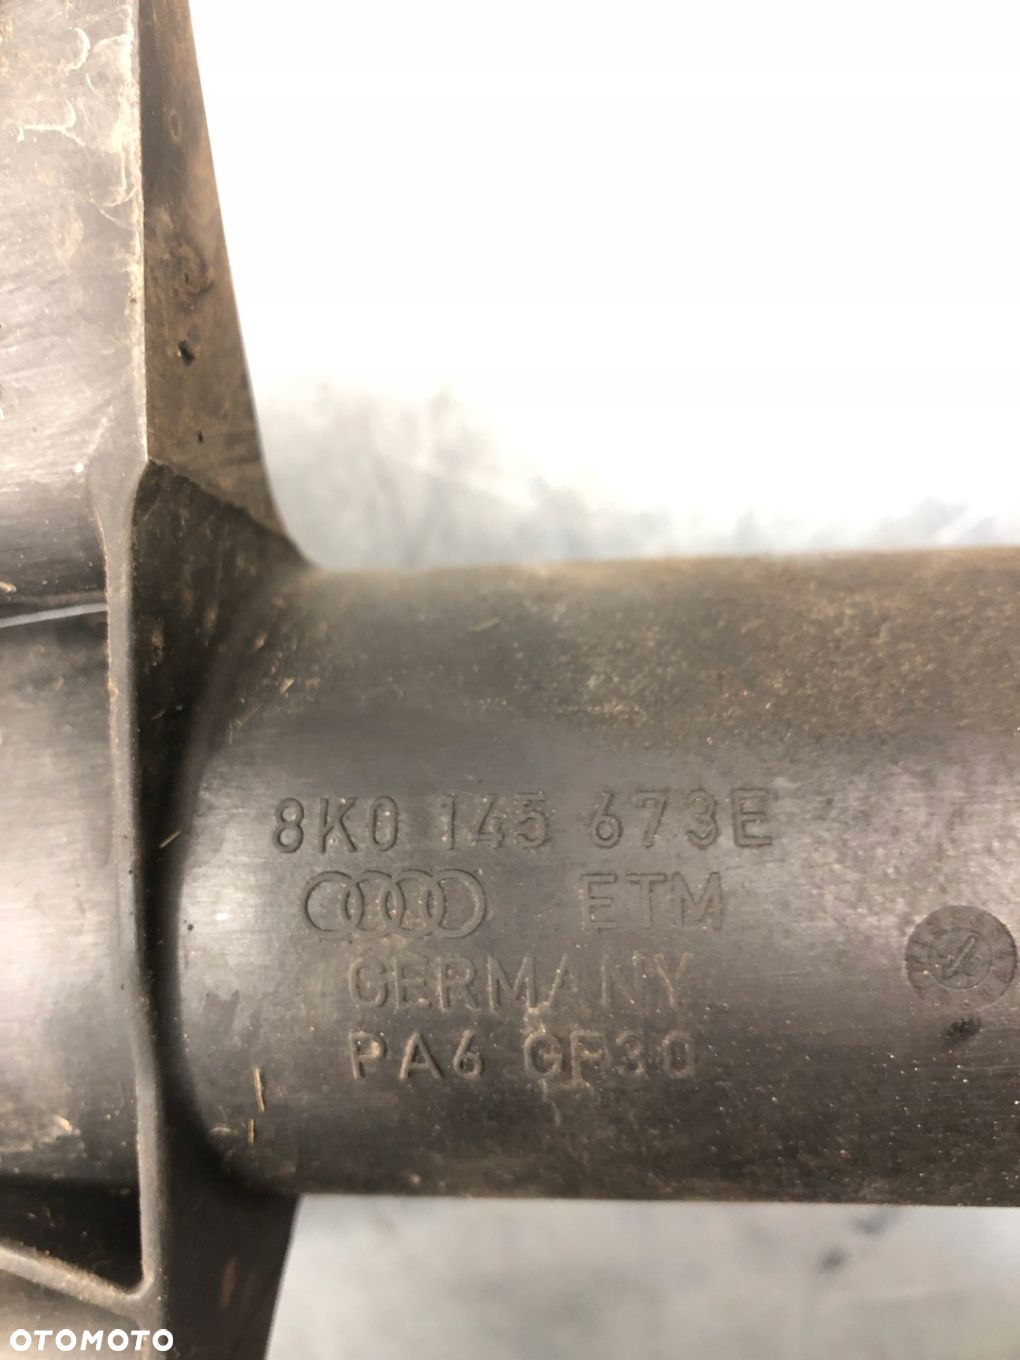 8K0 145 673E
ETM
GERMANY
PA6 GF30
OTOMOTO